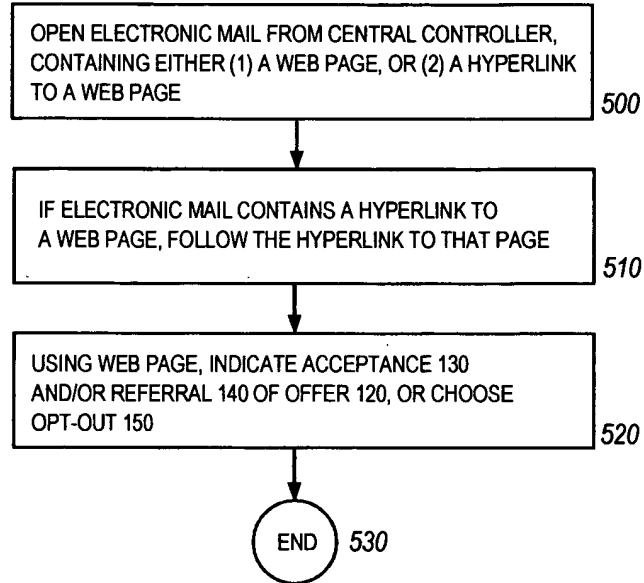 OPEN ELECTRONIC MAIL FROM CENTRAL CONTROLLER,
CONTAINING EITHER (1) A WEB PAGE, OR (2) A HYPERLINK
TO A WEB PAGE
500
IF ELECTRONIC MAIL CONTAINS A HYPERLINK TO
A WEB PAGE, FOLLOW THE HYPERLINK TO THAT PAGE
510
USING WEB PAGE, INDICATE ACCEPTANCE 130
AND/OR REFERRAL 140 OF OFFER 120, OR CHOOSE
OPT-OUT 150
520
END 530